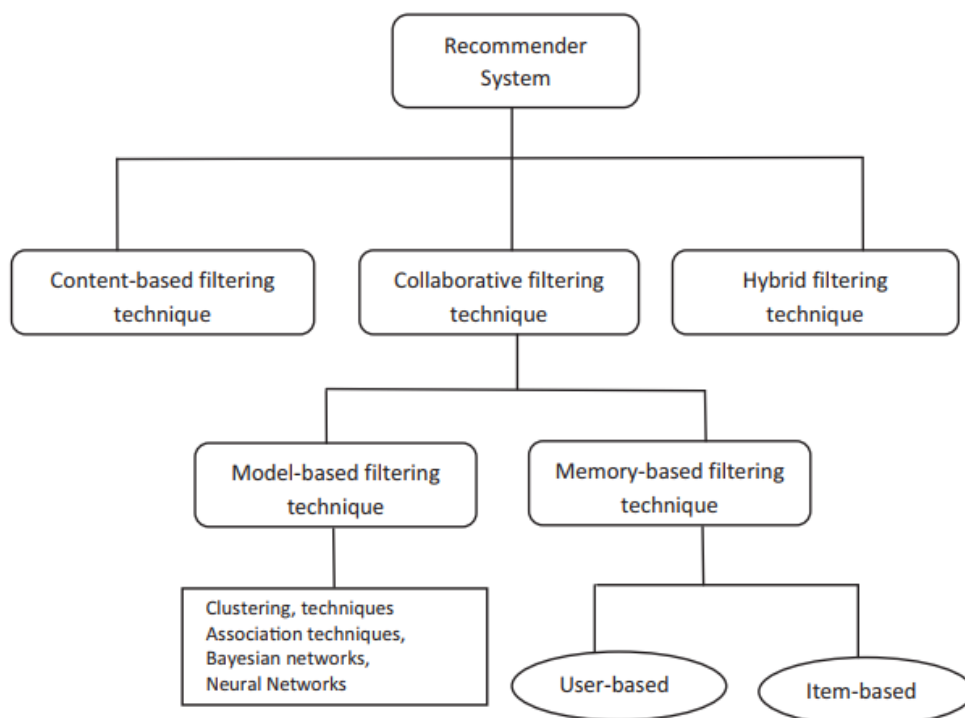 Recommender
System
Content-based filtering
technique
Collaborative filtering
technique
Hybrid filtering
technique
Model-based filtering
technique
Memory-based filtering
technique
Clustering, techniques
Association techniques,
Bayesian networks,
Neural Networks
User-based
Item-based